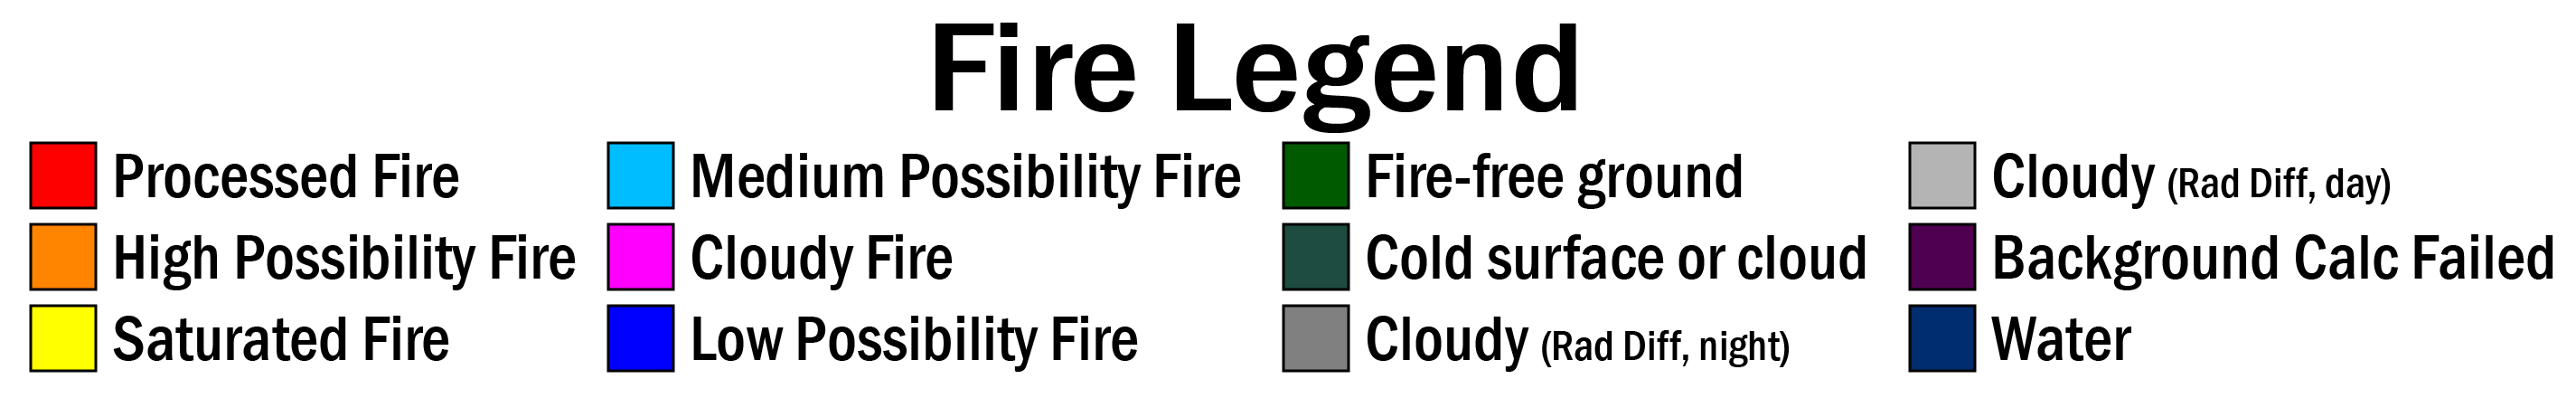 Fire Legend
Processed Fire
High Possibility Fire
Saturated Fire
Medium Possibility Fire
Cloudy Fire
Low Possibility Fire
Fire-free ground
Cold surface or cloud
Cloudy (Rad Diff, night)
Cloudy (Rad Diff, day)
Background Calc Failed
Water